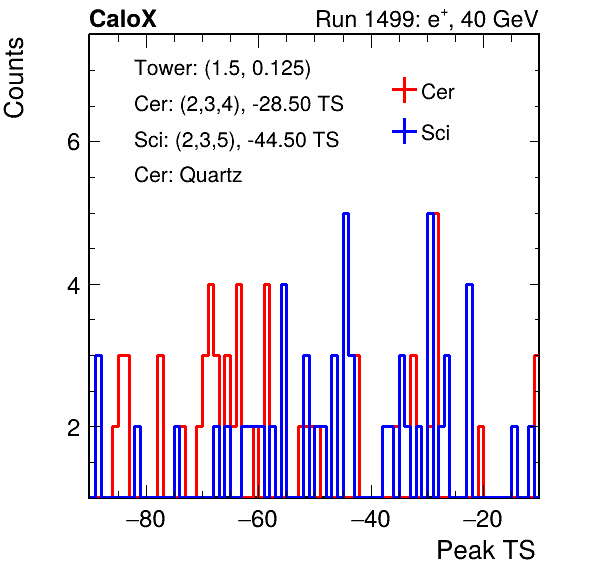 CaloX Run 1499: e⁺, 40 GeV
Counts
Tower: (1.5, 0.125)
Cer: (2,3,4), -28.50 TS
Sci: (2,3,5), -44.50 TS
Cer: Quartz
Cer
Sci
6
4
2
−80 −60 −40 −20
Peak TS